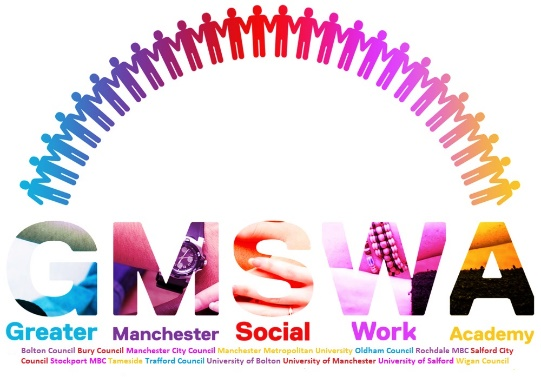 GMSWA
Greater Manchester Social Work Academy
Bolton Council Bury Council Manchester City Council Manchester Metropolitan University Oldham Council Rochdale MBC Salford City
Council Stockport MBC Tameside Trafford Council University of Bolton University of Manchester University of Salford Wigan Council